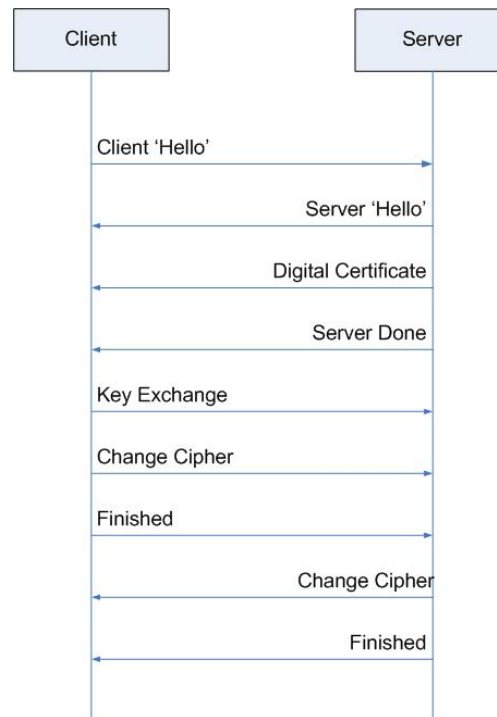 Client
Server
Client ‘Hello’
Server ‘Hello’
Digital Certificate
Server Done
Key Exchange
Change Cipher
Finished
Change Cipher
Finished